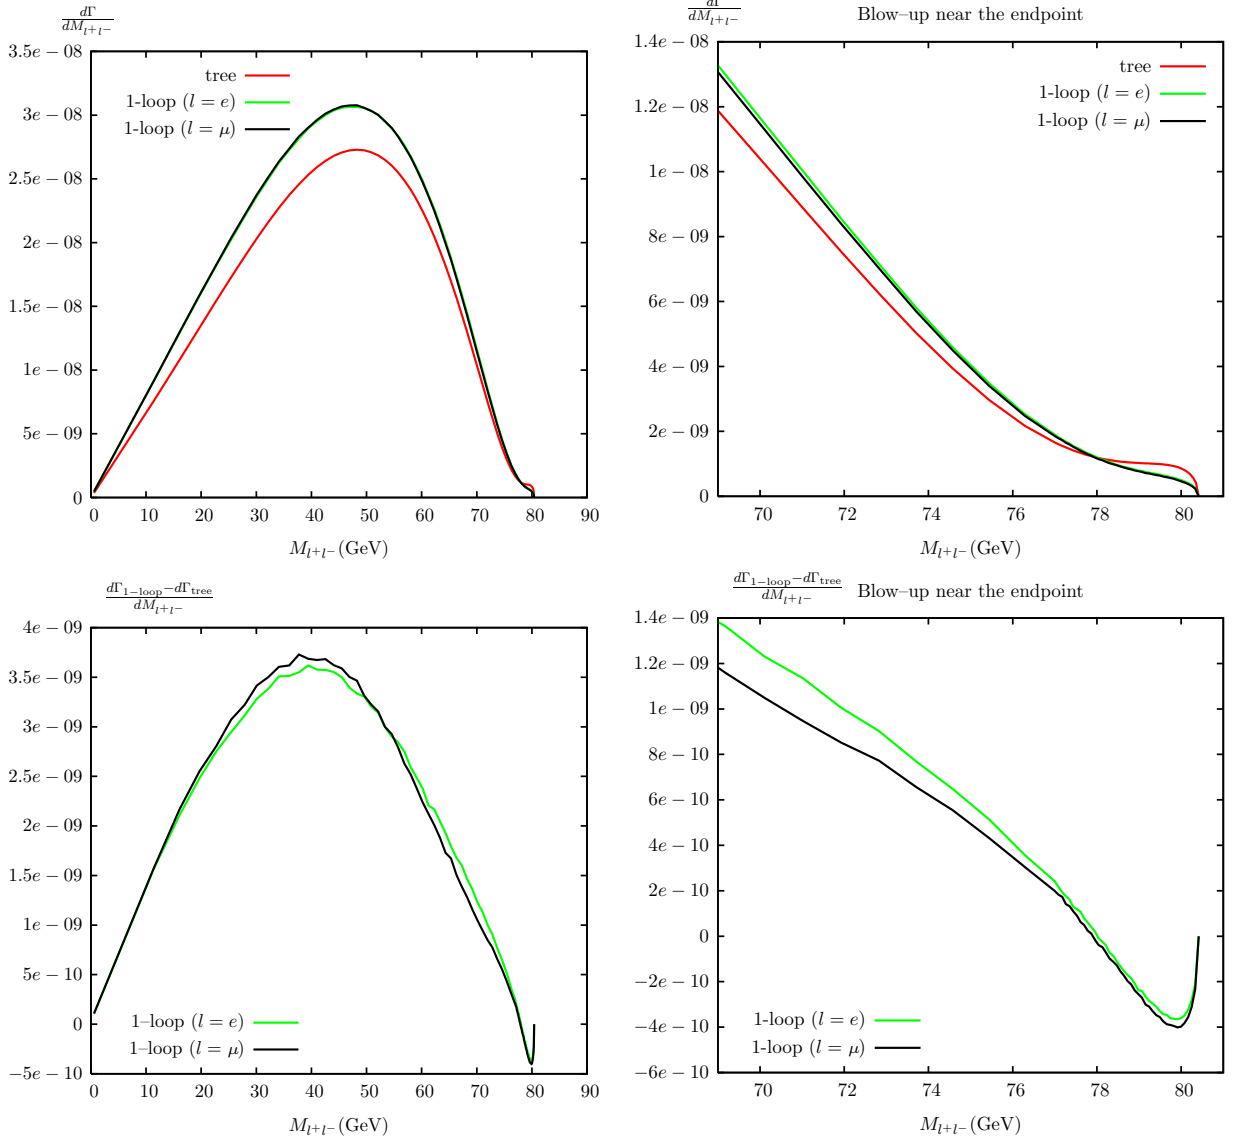 dΓ
dM_{l+l−}
3.5e − 08
3e − 08
2.5e − 08
2e − 08
1.5e − 08
1e − 08
5e − 09
0
tree
1-loop (l = e)
1-loop (l = μ)
0 10 20 30 40 50 60 70 80 90
M_{l+l−}(GeV)
dΓ
dM_{l+l−}
Blow–up near the endpoint
1.4e − 08
1.2e − 08
1e − 08
8e − 09
6e − 09
4e − 09
2e − 09
0
tree
1-loop (l = e)
1-loop (l = μ)
70 72 74 76 78 80
M_{l+l−}(GeV)
dΓ_{1−loop}−dΓ_{tree}
dM_{l+l−}
4e − 09
3.5e − 09
3e − 09
2.5e − 09
2e − 09
1.5e − 09
1e − 09
5e − 10
0
−5e − 10
1–loop (l = e)
1–loop (l = μ)
0 10 20 30 40 50 60 70 80 90
M_{l+l−}(GeV)
dΓ_{1−loop}−dΓ_{tree}
dM_{l+l−}
Blow–up near the endpoint
1.4e − 09
1.2e − 09
1e − 09
8e − 10
6e − 10
4e − 10
2e − 10
0
−2e − 10
−4e − 10
−6e − 10
1-loop (l = e)
1-loop (l = μ)
70 72 74 76 78 80
M_{l+l−}(GeV)